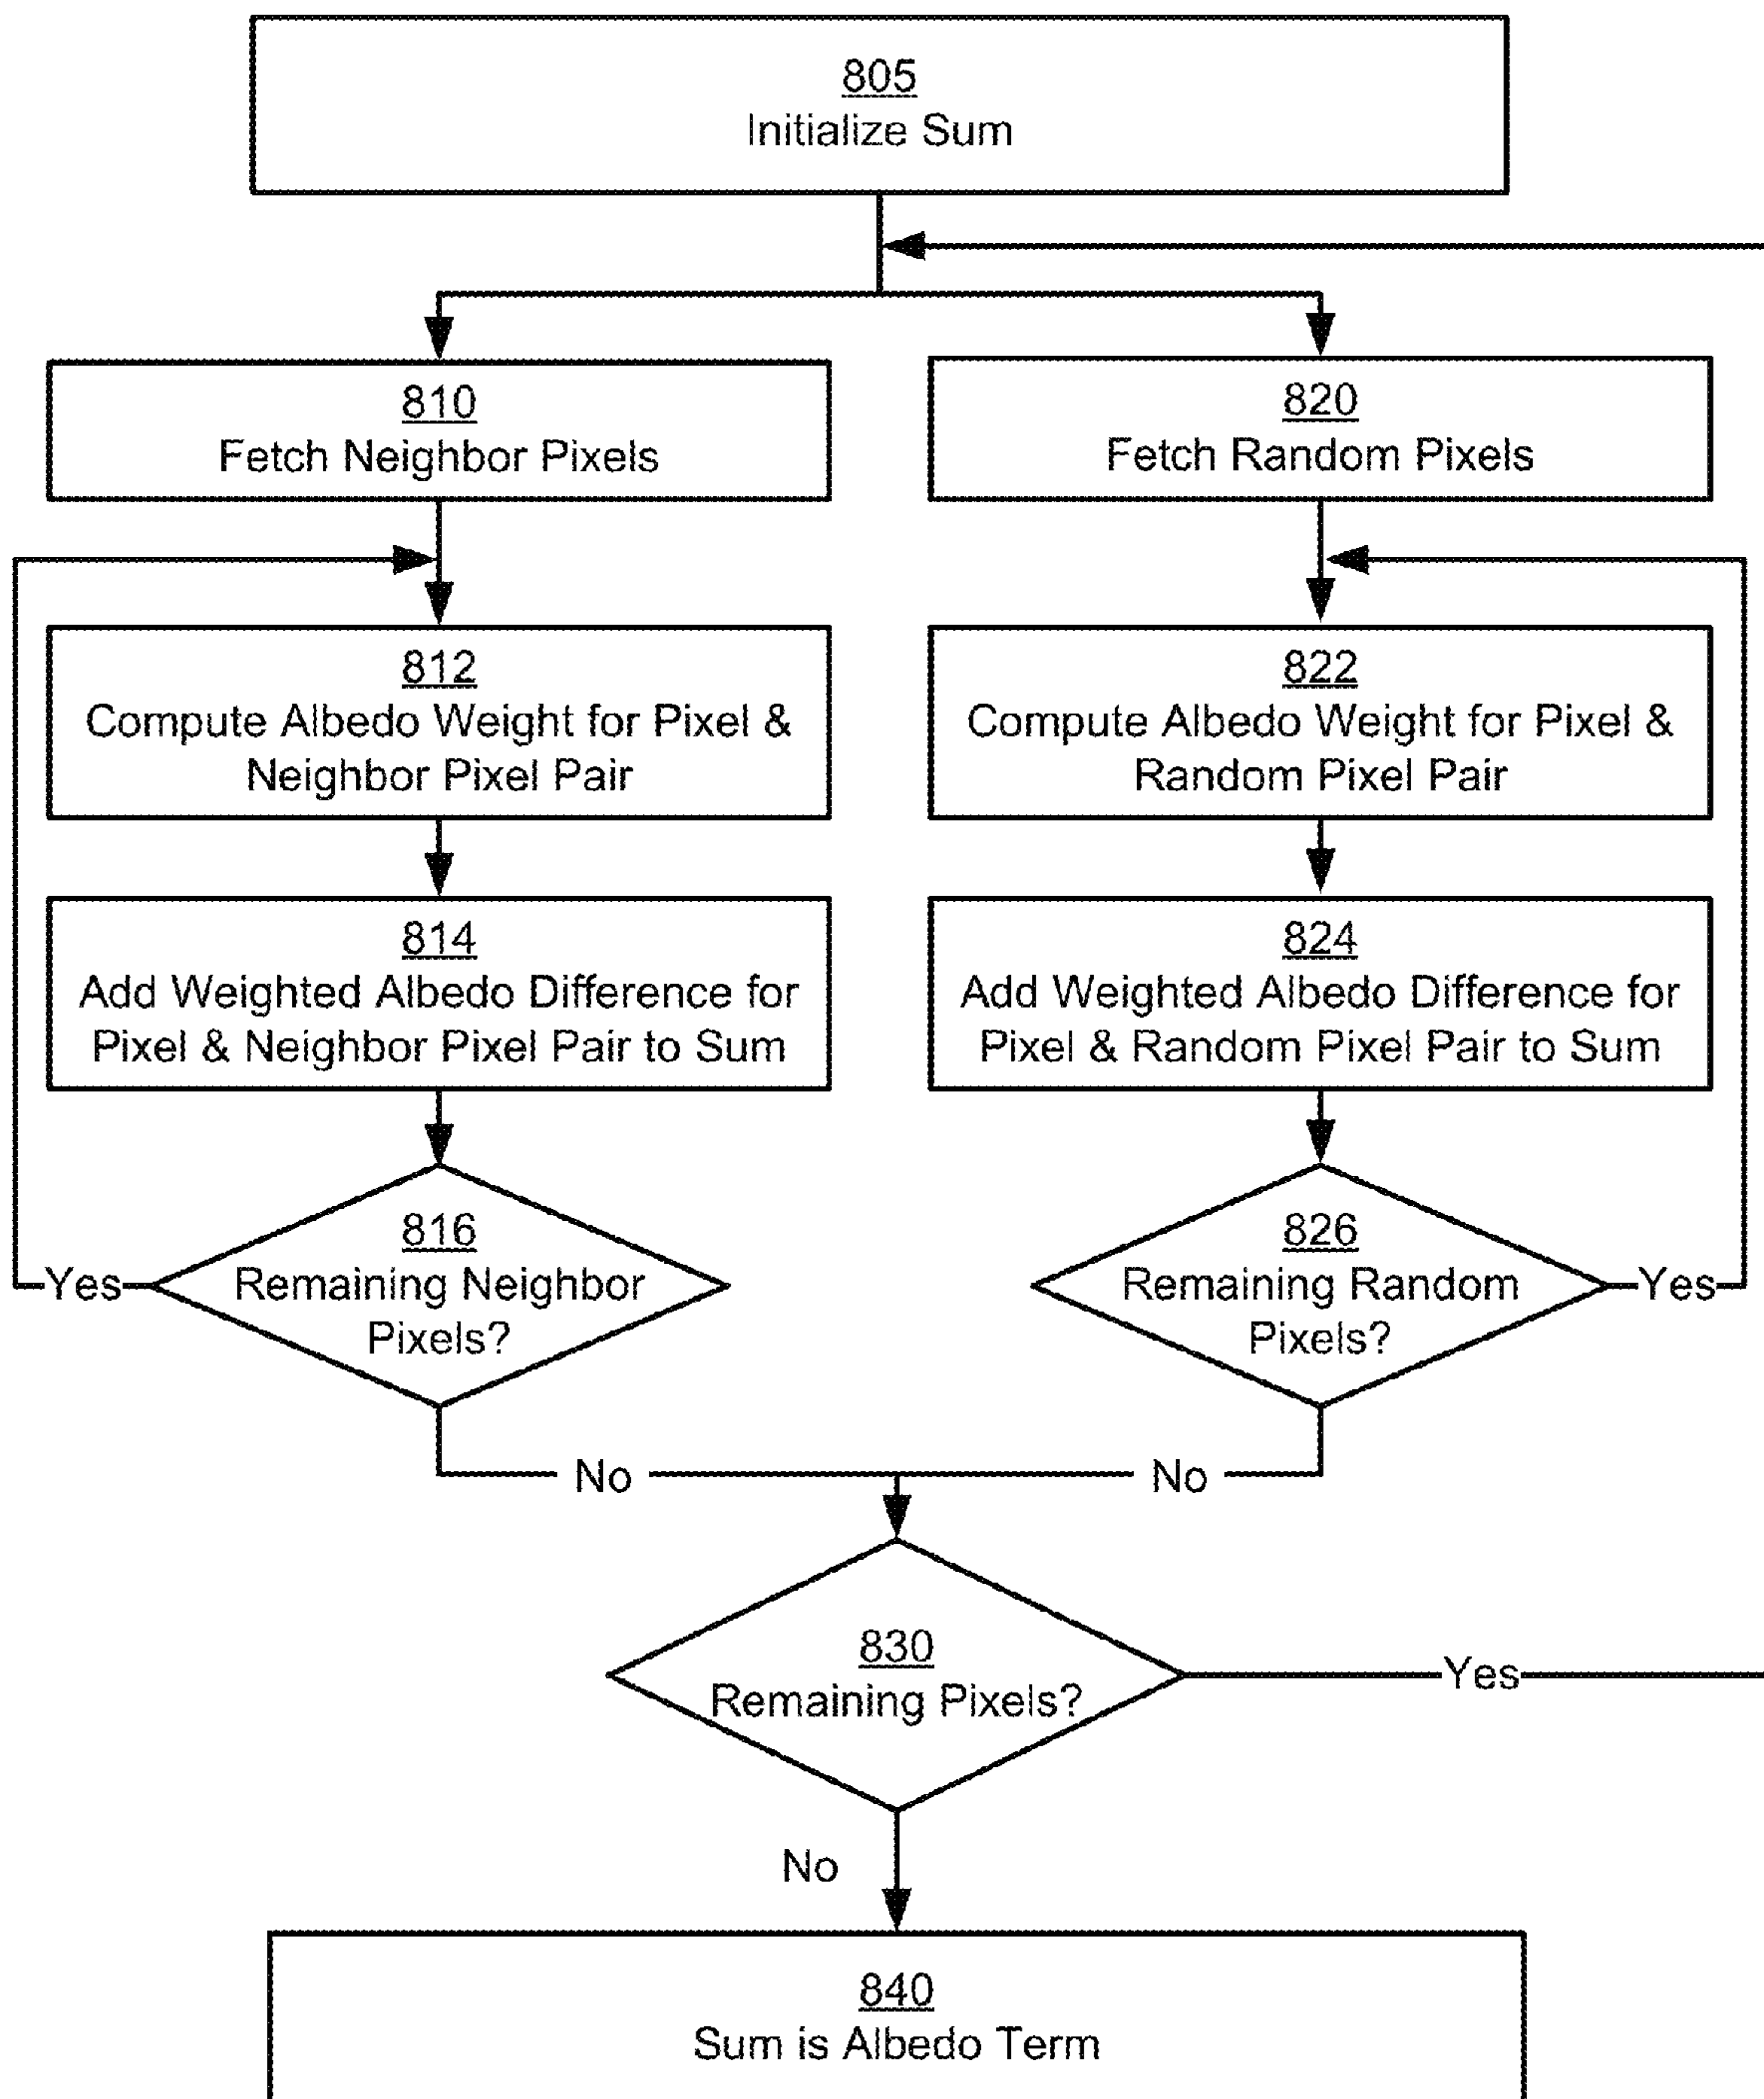 805
Initialize Sum
810
Fetch Neighbor Pixels
820
Fetch Random Pixels
812
Compute Albedo Weight for Pixel &
Neighbor Pixel Pair
822
Compute Albedo Weight for Pixel &
Random Pixel Pair
814
Add Weighted Albedo Difference for
Pixel & Neighbor Pixel Pair to Sum
824
Add Weighted Albedo Difference for
Pixel & Random Pixel Pair to Sum
816
Remaining Neighbor
Pixels?
Yes
826
Remaining Random
Pixels?
Yes
No
No
830
Remaining Pixels?
Yes
No
840
Sum is Albedo Term